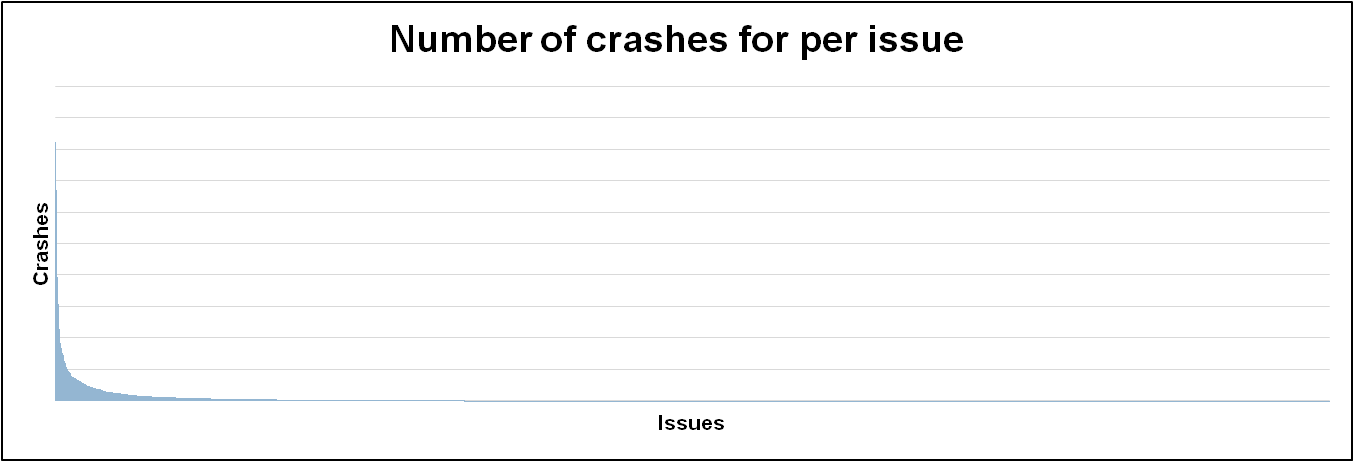 Number of crashes for per issue
Crashes
Issues